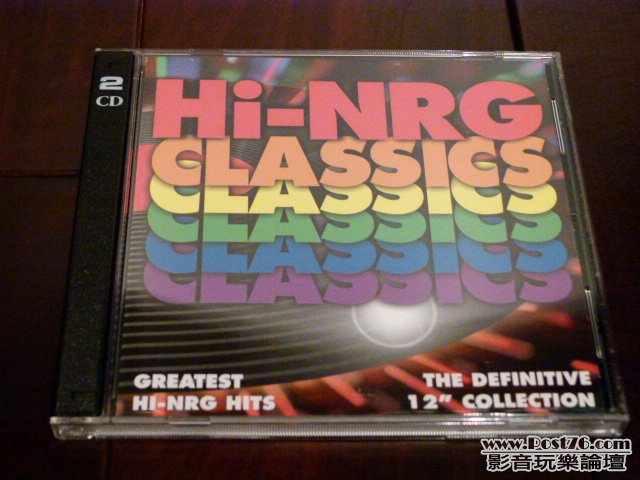 2
CD
Hi-NRG
CLASSICS
CLASSICS
CLASSICS
CLASSICS
CLASSICS
GREATEST
HI-NRG HITS
THE DEFINITIVE
12" COLLECTION
www.Post76.com
影音玩樂論壇